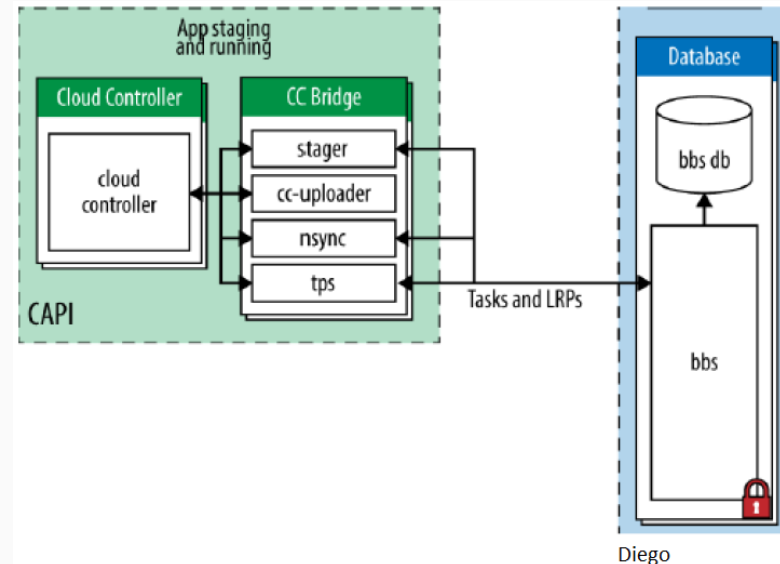 App staging
and running
Cloud Controller
cloud
controller
CC Bridge
stager
cc-uploader
nsync
tps
CAPI
Tasks and LRPs
Database
bbs db
bbs
1
Diego